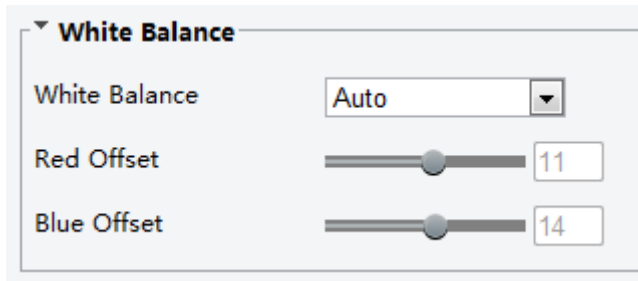 White Balance
White Balance Auto
Red Offset 11
Blue Offset 14